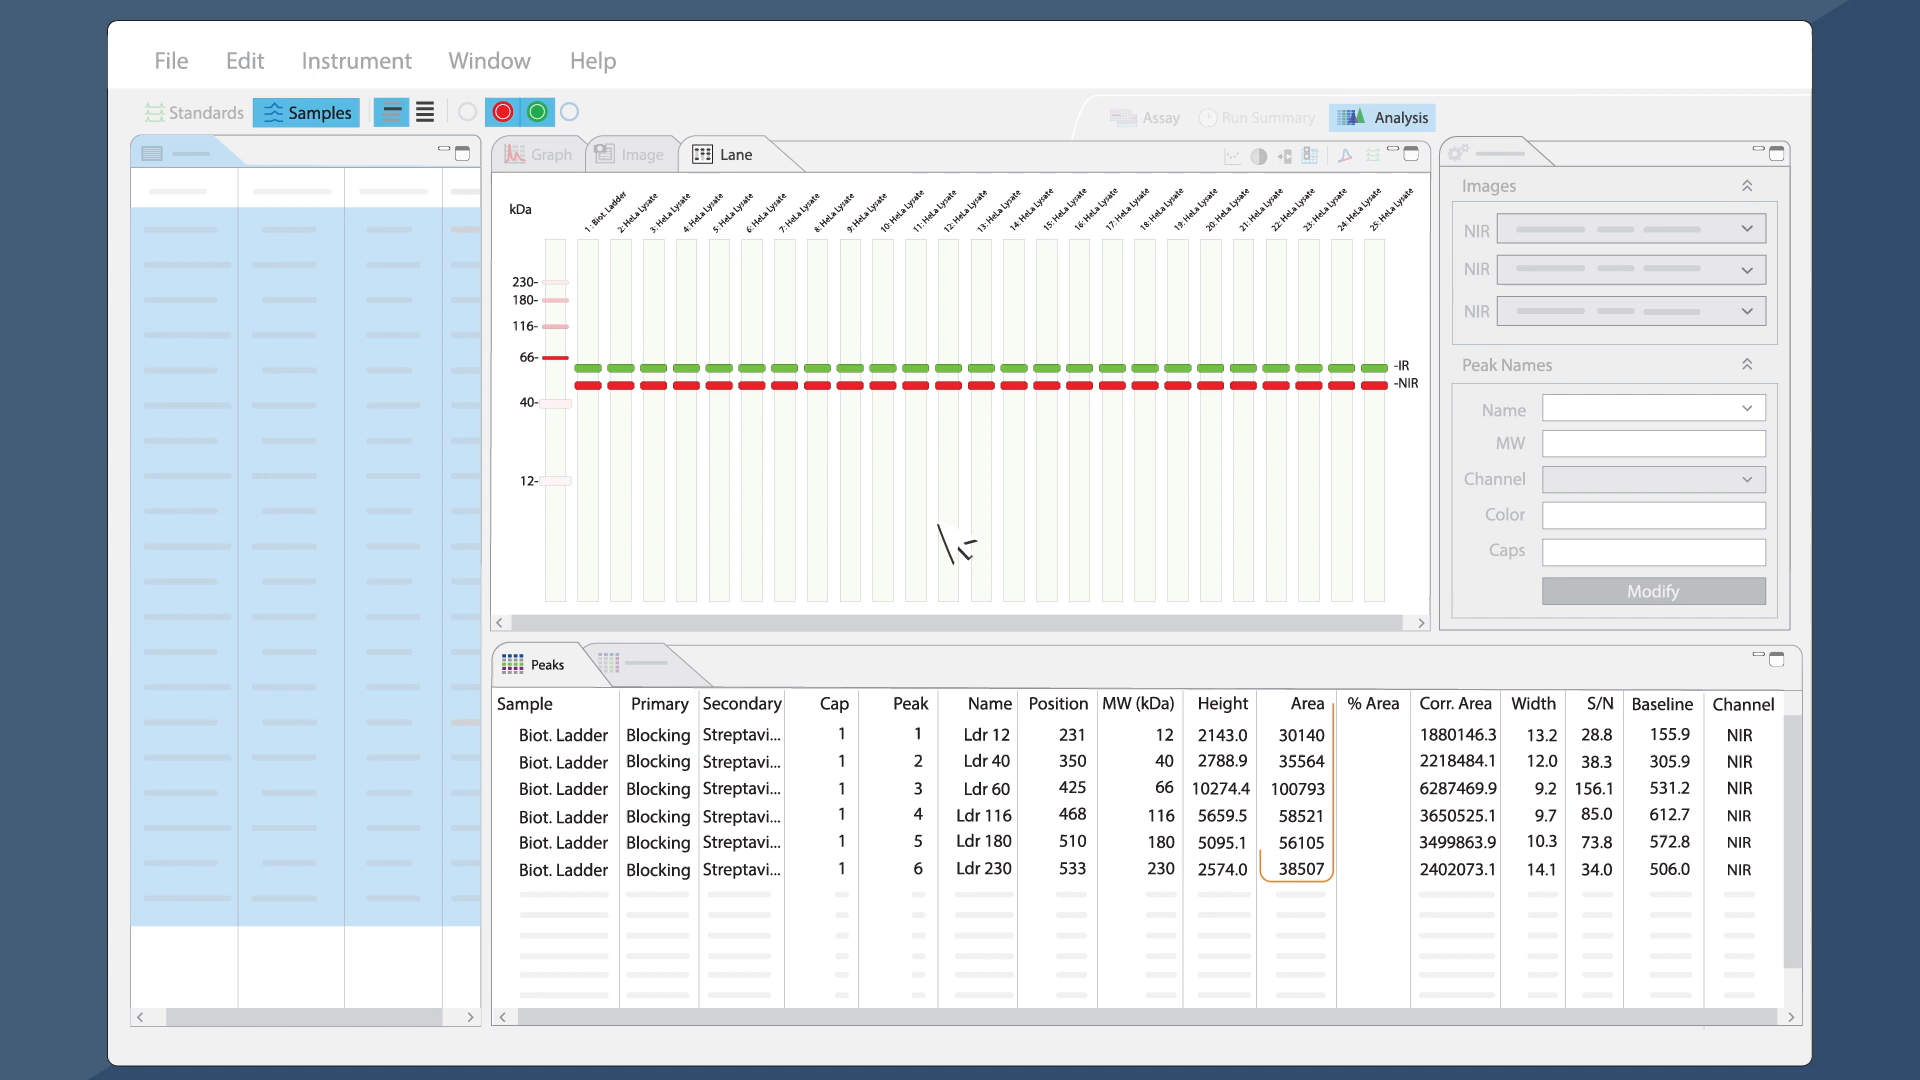 File Edit Instrument Window Help
Standards Samples
Assay Run Summary Analysis
Graph Image Lane
kDa
1: Biot. Ladder
2: HeLa Lysate
3: HeLa Lysate
4: HeLa Lysate
5: HeLa Lysate
6: HeLa Lysate
7: HeLa Lysate
8: HeLa Lysate
9: HeLa Lysate
10: HeLa Lysate
11: HeLa Lysate
12: HeLa Lysate
13: HeLa Lysate
14: HeLa Lysate
15: HeLa Lysate
16: HeLa Lysate
17: HeLa Lysate
18: HeLa Lysate
19: HeLa Lysate
20: HeLa Lysate
21: HeLa Lysate
22: HeLa Lysate
23: HeLa Lysate
24: HeLa Lysate
25: HeLa Lysate
230-
180-
116-
66-
40-
12-
-IR
-NIR
Images
NIR
NIR
NIR
Peak Names
Name
MW
Channel
Color
Caps
Modify
Peaks
Sample Primary Secondary Cap Peak Name Position MW (kDa) Height Area % Area Corr. Area Width S/N Baseline Channel
Biot. Ladder Blocking Streptavi... 1 1 Ldr 12 231 12 2143.0 30140 1880146.3 13.2 28.8 155.9 NIR
Biot. Ladder Blocking Streptavi... 1 2 Ldr 40 350 40 2788.9 35564 2218484.1 12.0 38.3 305.9 NIR
Biot. Ladder Blocking Streptavi... 1 3 Ldr 60 425 66 10274.4 100793 6287469.9 9.2 156.1 531.2 NIR
Biot. Ladder Blocking Streptavi... 1 4 Ldr 116 468 116 5659.5 58521 3650525.1 9.7 85.0 612.7 NIR
Biot. Ladder Blocking Streptavi... 1 5 Ldr 180 510 180 5095.1 56105 3499863.9 10.3 73.8 572.8 NIR
Biot. Ladder Blocking Streptavi... 1 6 Ldr 230 533 230 2574.0 38507 2402073.1 14.1 34.0 506.0 NIR